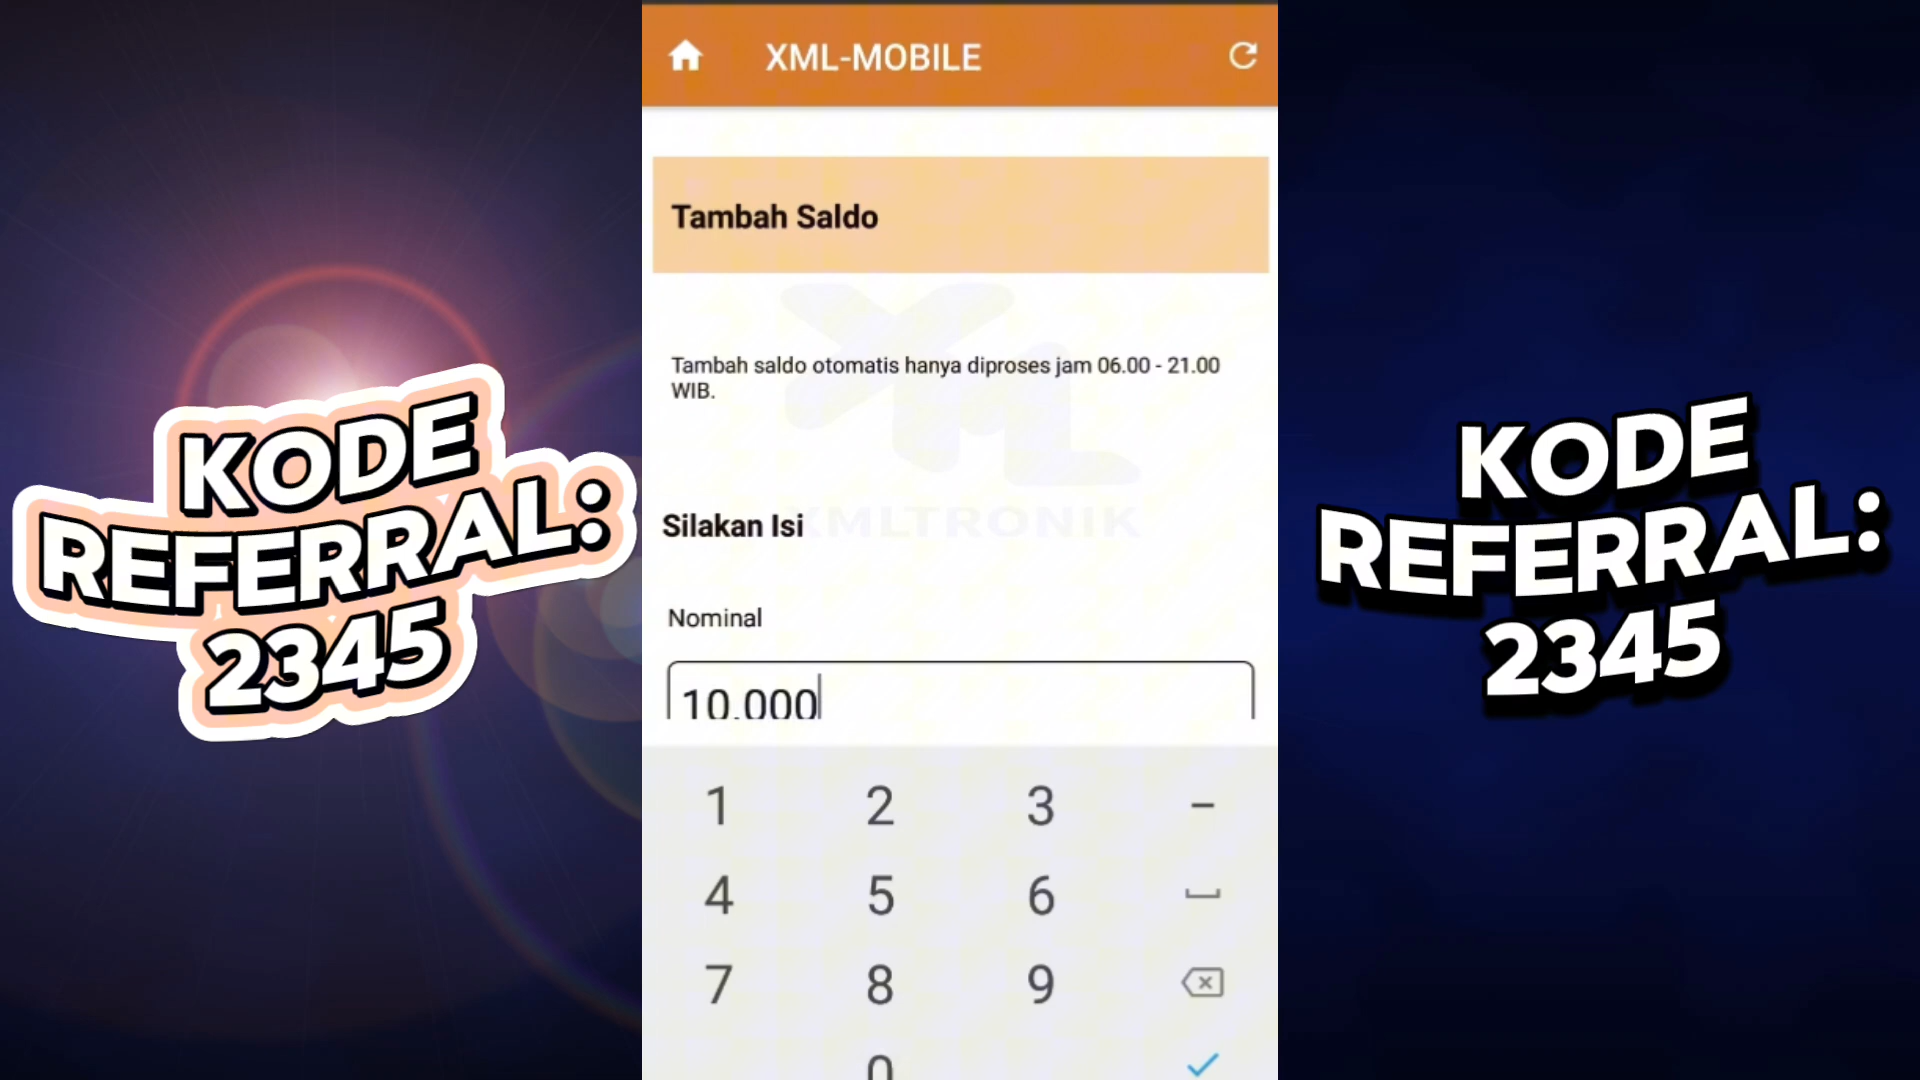 XML-MOBILE
Tambah Saldo
Tambah saldo otomatis hanya diproses jam 06.00 - 21.00
WIB.
XMLTRONIK
Silakan Isi
Nominal
10.000
1 2 3 –
4 5 6
7 8 9
0
KODE
REFERRAL:
2345
KODE
REFERRAL:
2345